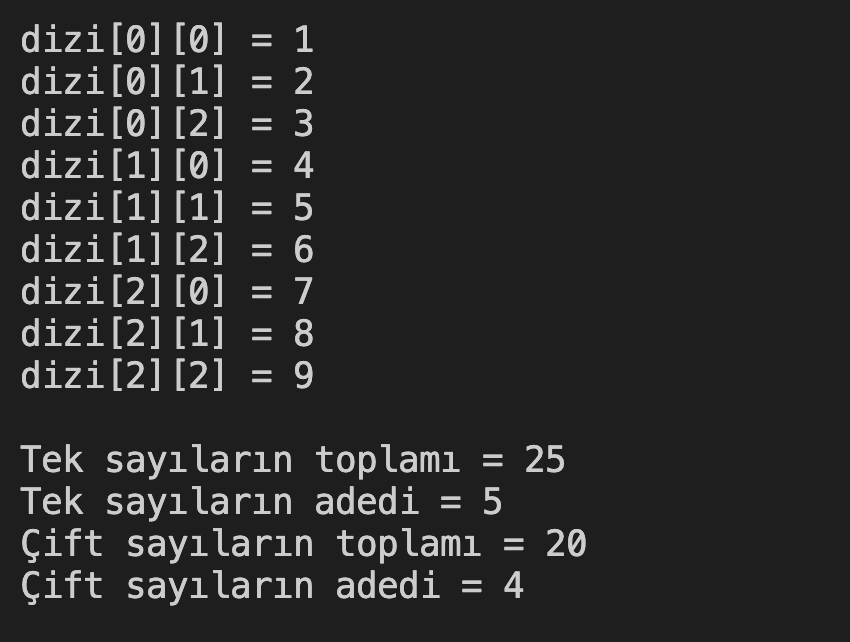 dizi[0][0] = 1
dizi[0][1] = 2
dizi[0][2] = 3
dizi[1][0] = 4
dizi[1][1] = 5
dizi[1][2] = 6
dizi[2][0] = 7
dizi[2][1] = 8
dizi[2][2] = 9
Tek sayıların toplamı = 25
Tek sayıların adedi = 5
Çift sayıların toplamı = 20
Çift sayıların adedi = 4